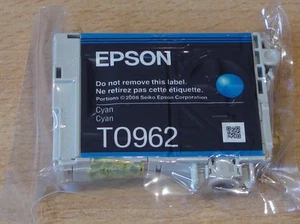 EPSON
Do not remove this label.
Ne retirez pas cette étiquette.
Portions ©2008 Seiko Epson Corporation
Cyan
Cyan
T0962